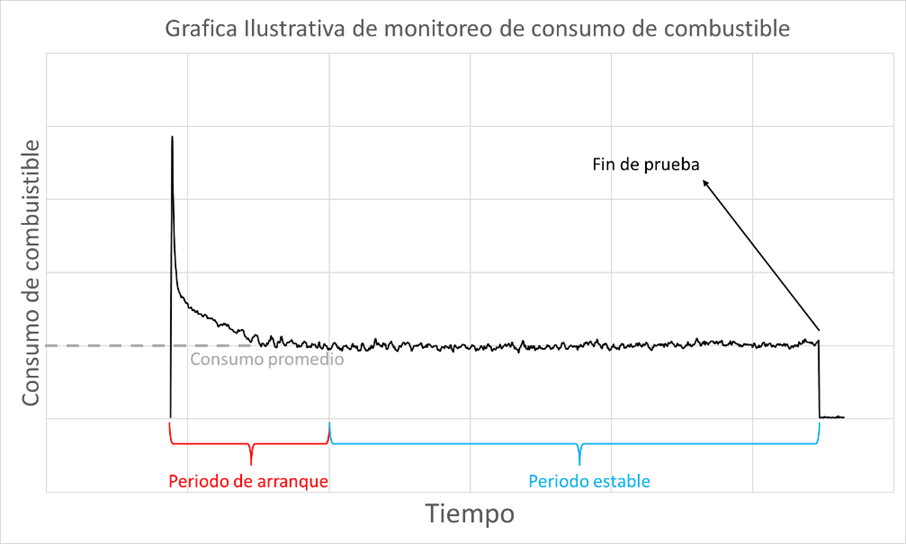 Grafica Ilustrativa de monitoreo de consumo de combustible
Consumo de combuistible
Fin de prueba
Consumo promedio
Periodo de arranque
Periodo estable
Tiempo